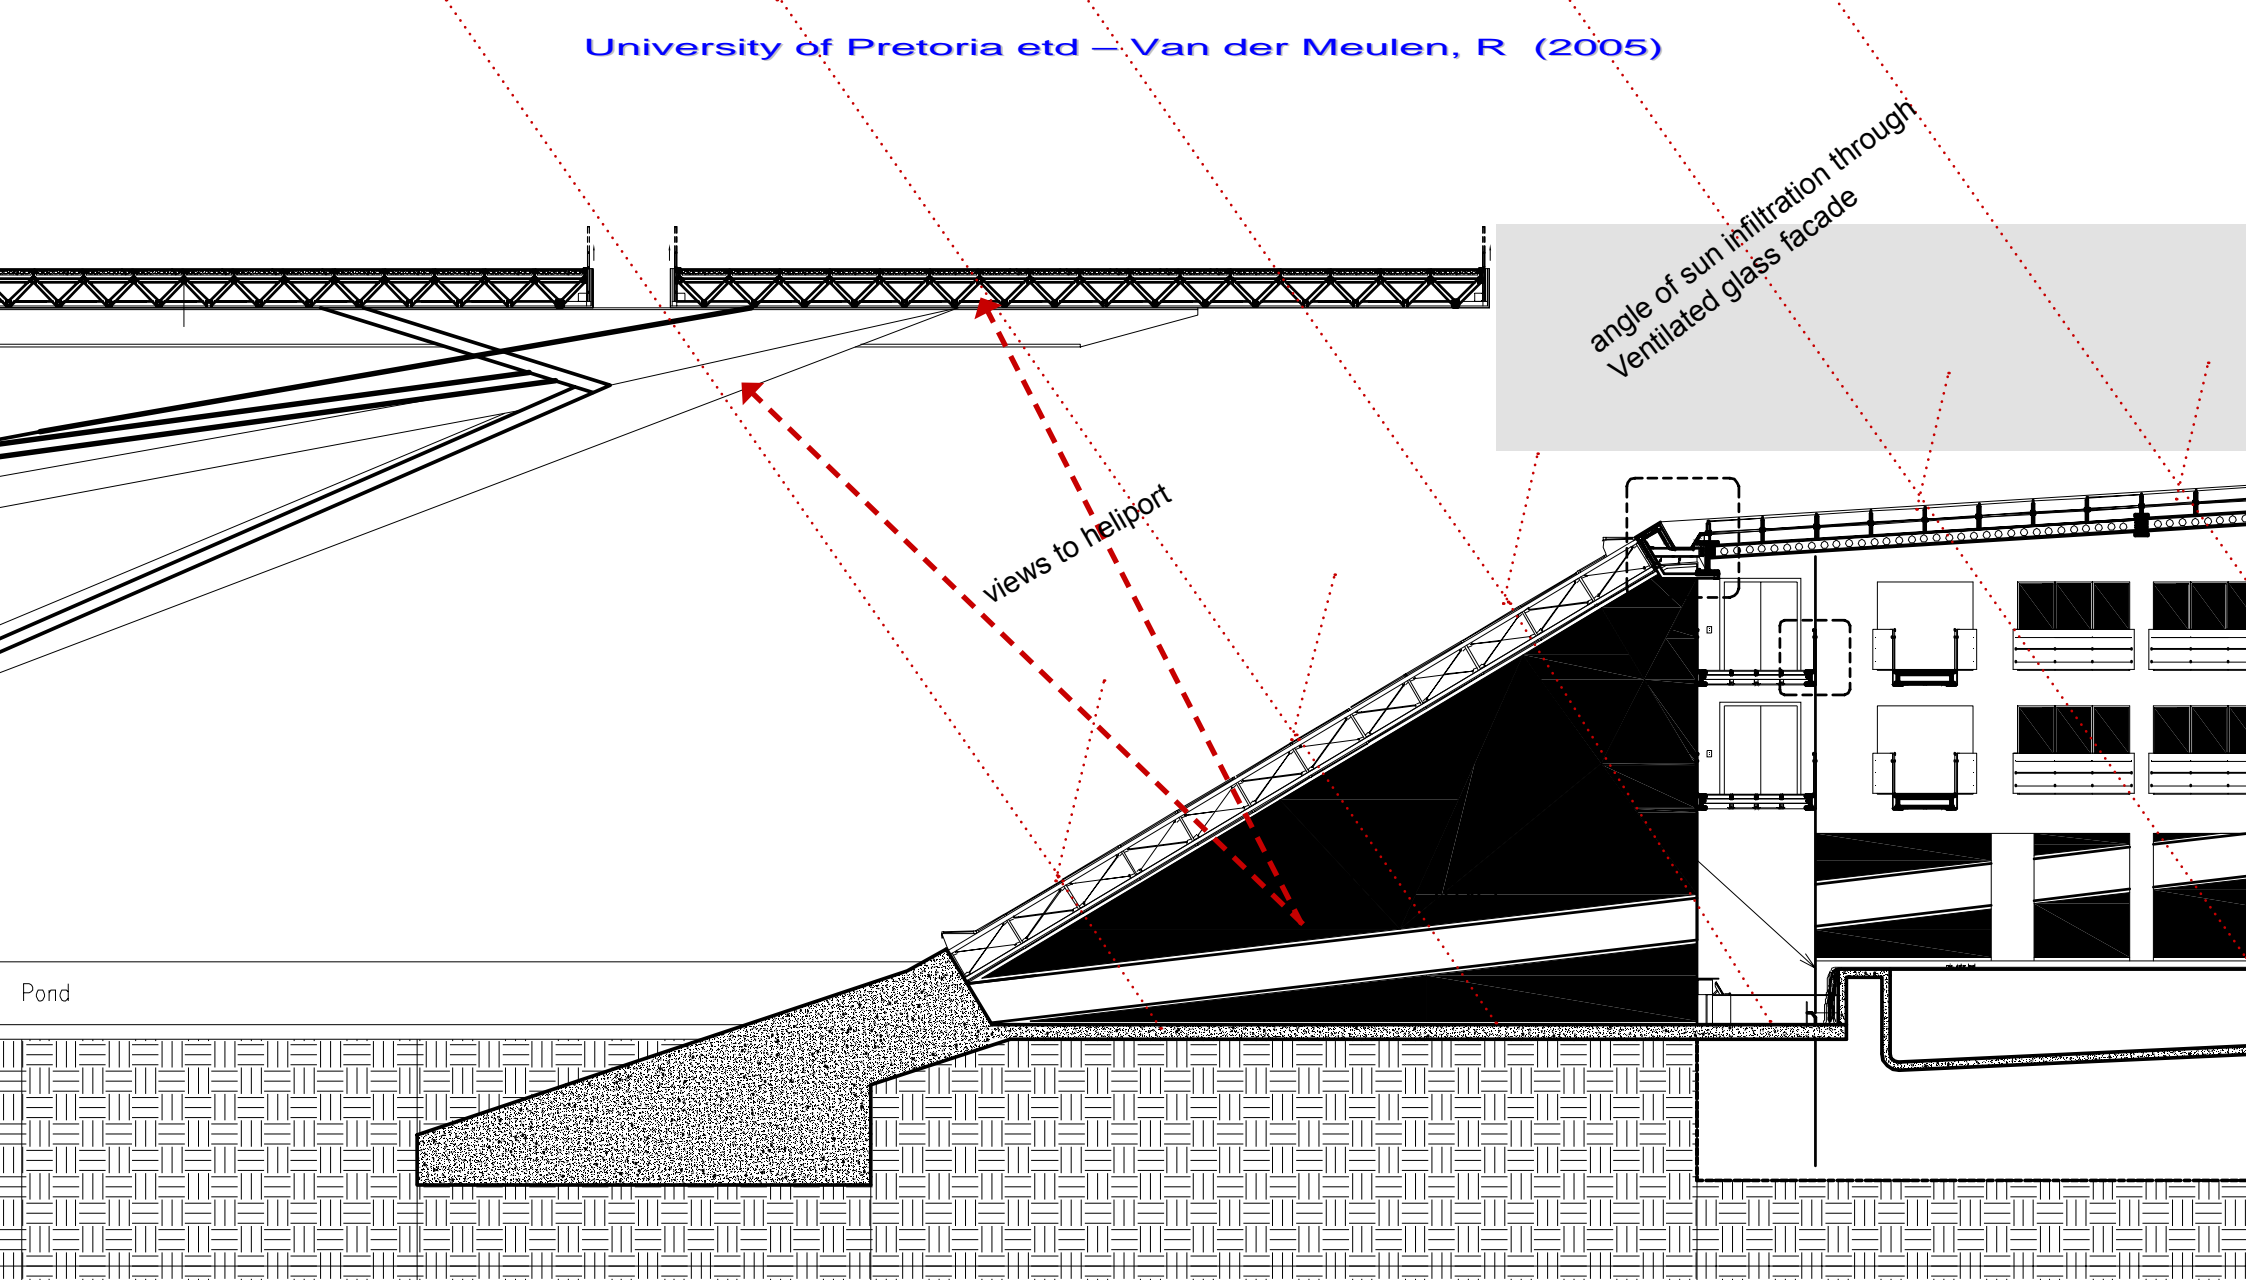 University of Pretoria etd – Van der Meulen, R (2005)
angle of sun infiltration through
Ventilated glass facade
views to heliport
Pond